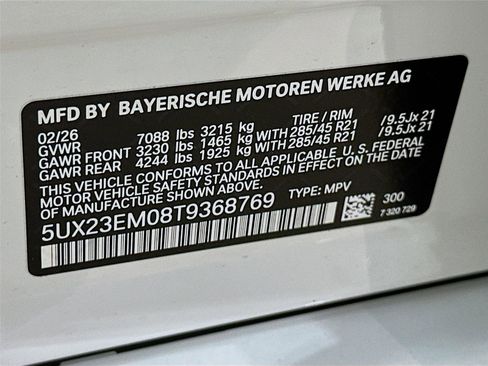 MFD BY BAYERISCHE MOTOREN WERKE AG
02/26 TIRE / RIM
GVWR 7088 lbs 3215 kg
GAWR FRONT 3230 lbs 1465 kg WITH 285/45 R21 /9.5Jx 21
GAWR REAR 4244 lbs 1925 kg WITH 285/45 R21 /9.5Jx 21
THIS VEHICLE CONFORMS TO ALL APPLICABLE U.S. FEDERAL
MOTOR VEHICLE SAFETY STANDARDS IN EFFECT ON THE DATE
OF MANUFACTURE SHOWN ABOVE.
5UX23EM08T9368769 TYPE: MPV
300
7 320 729